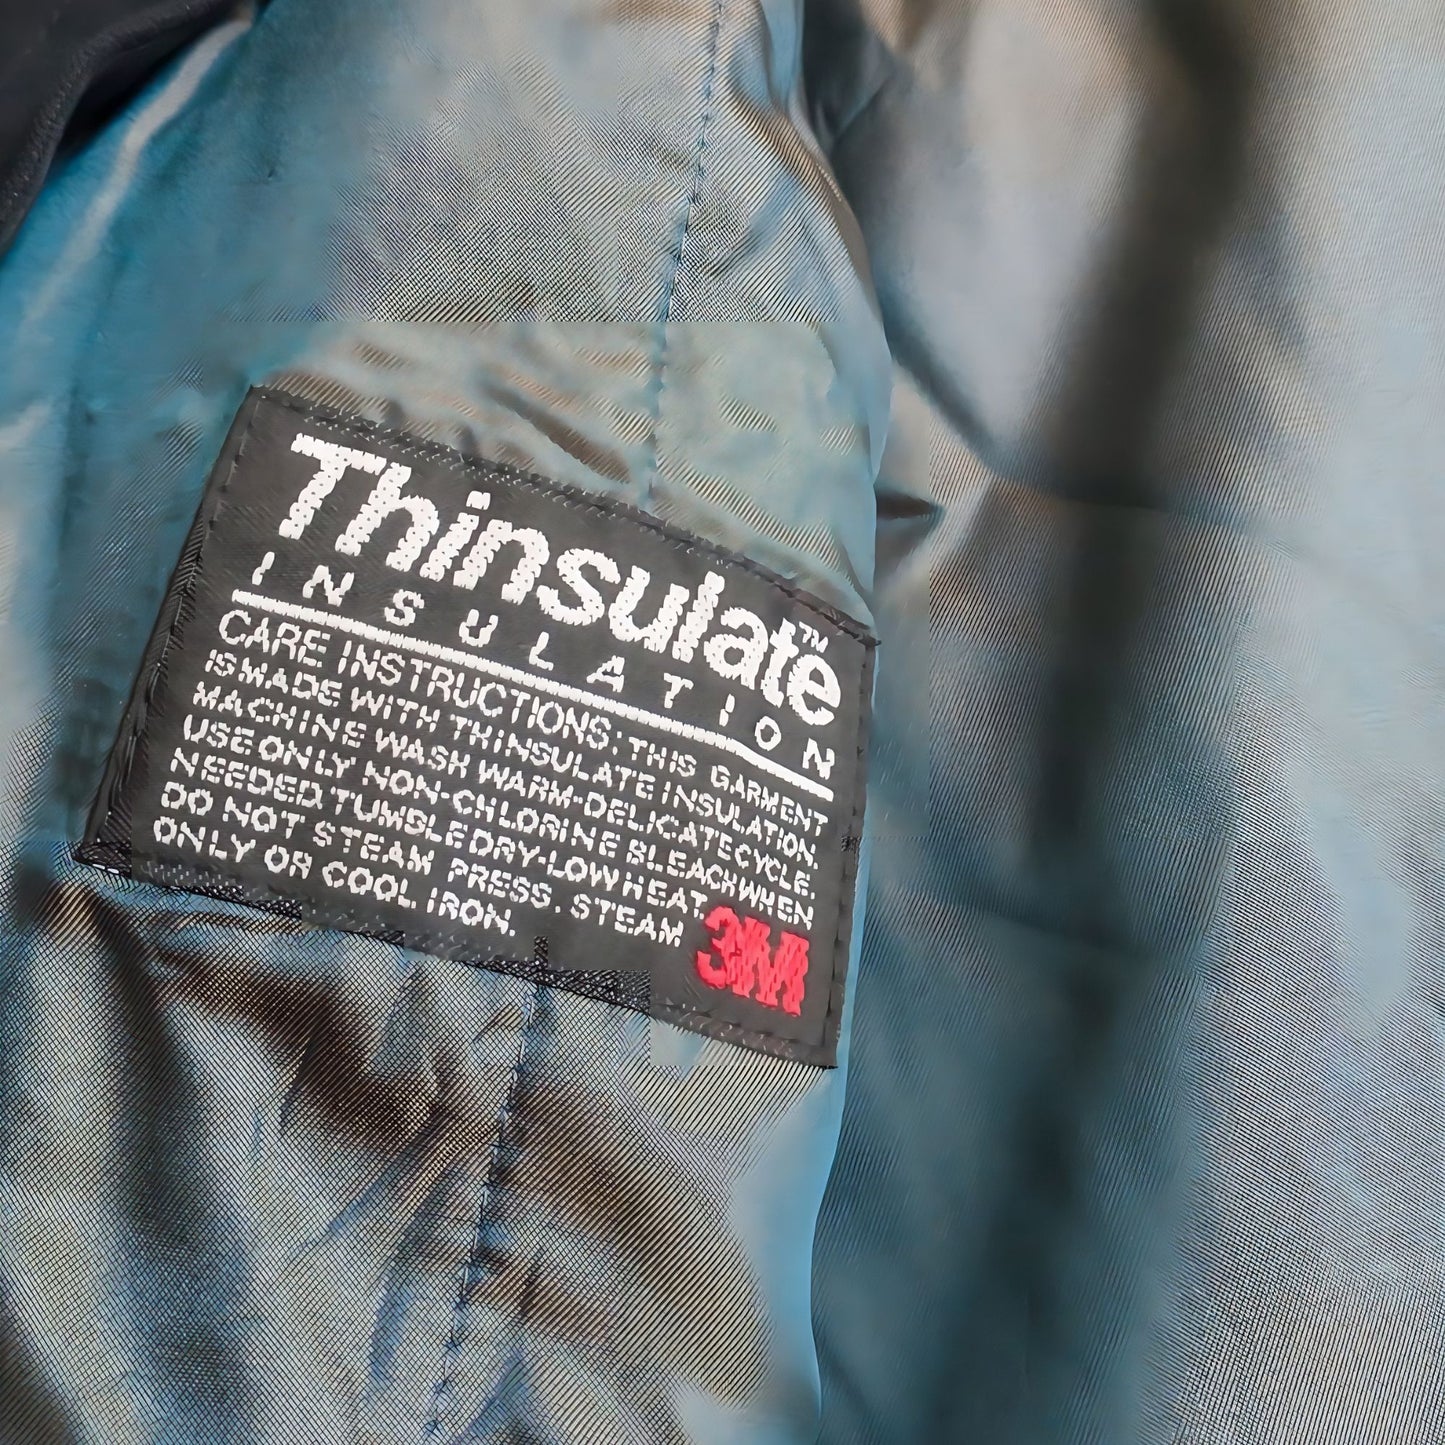 Thinsulate™
INSULATION
CARE INSTRUCTIONS: THIS GARMENT
IS MADE WITH THINSULATE INSULATION.
MACHINE WASH WARM-DELICATE CYCLE.
USE ONLY NON-CHLORINE BLEACH WHEN
NEEDED. TUMBLE DRY-LOW HEAT.
DO NOT STEAM PRESS. STEAM
ONLY OR COOL IRON.
3M